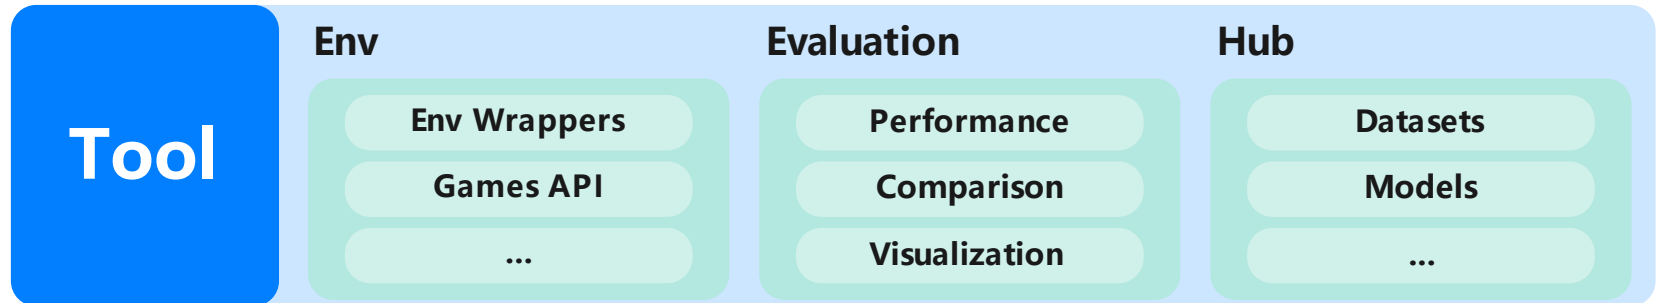 Tool
Env
Env Wrappers
Games API
...
Evaluation
Performance
Comparison
Visualization
Hub
Datasets
Models
...